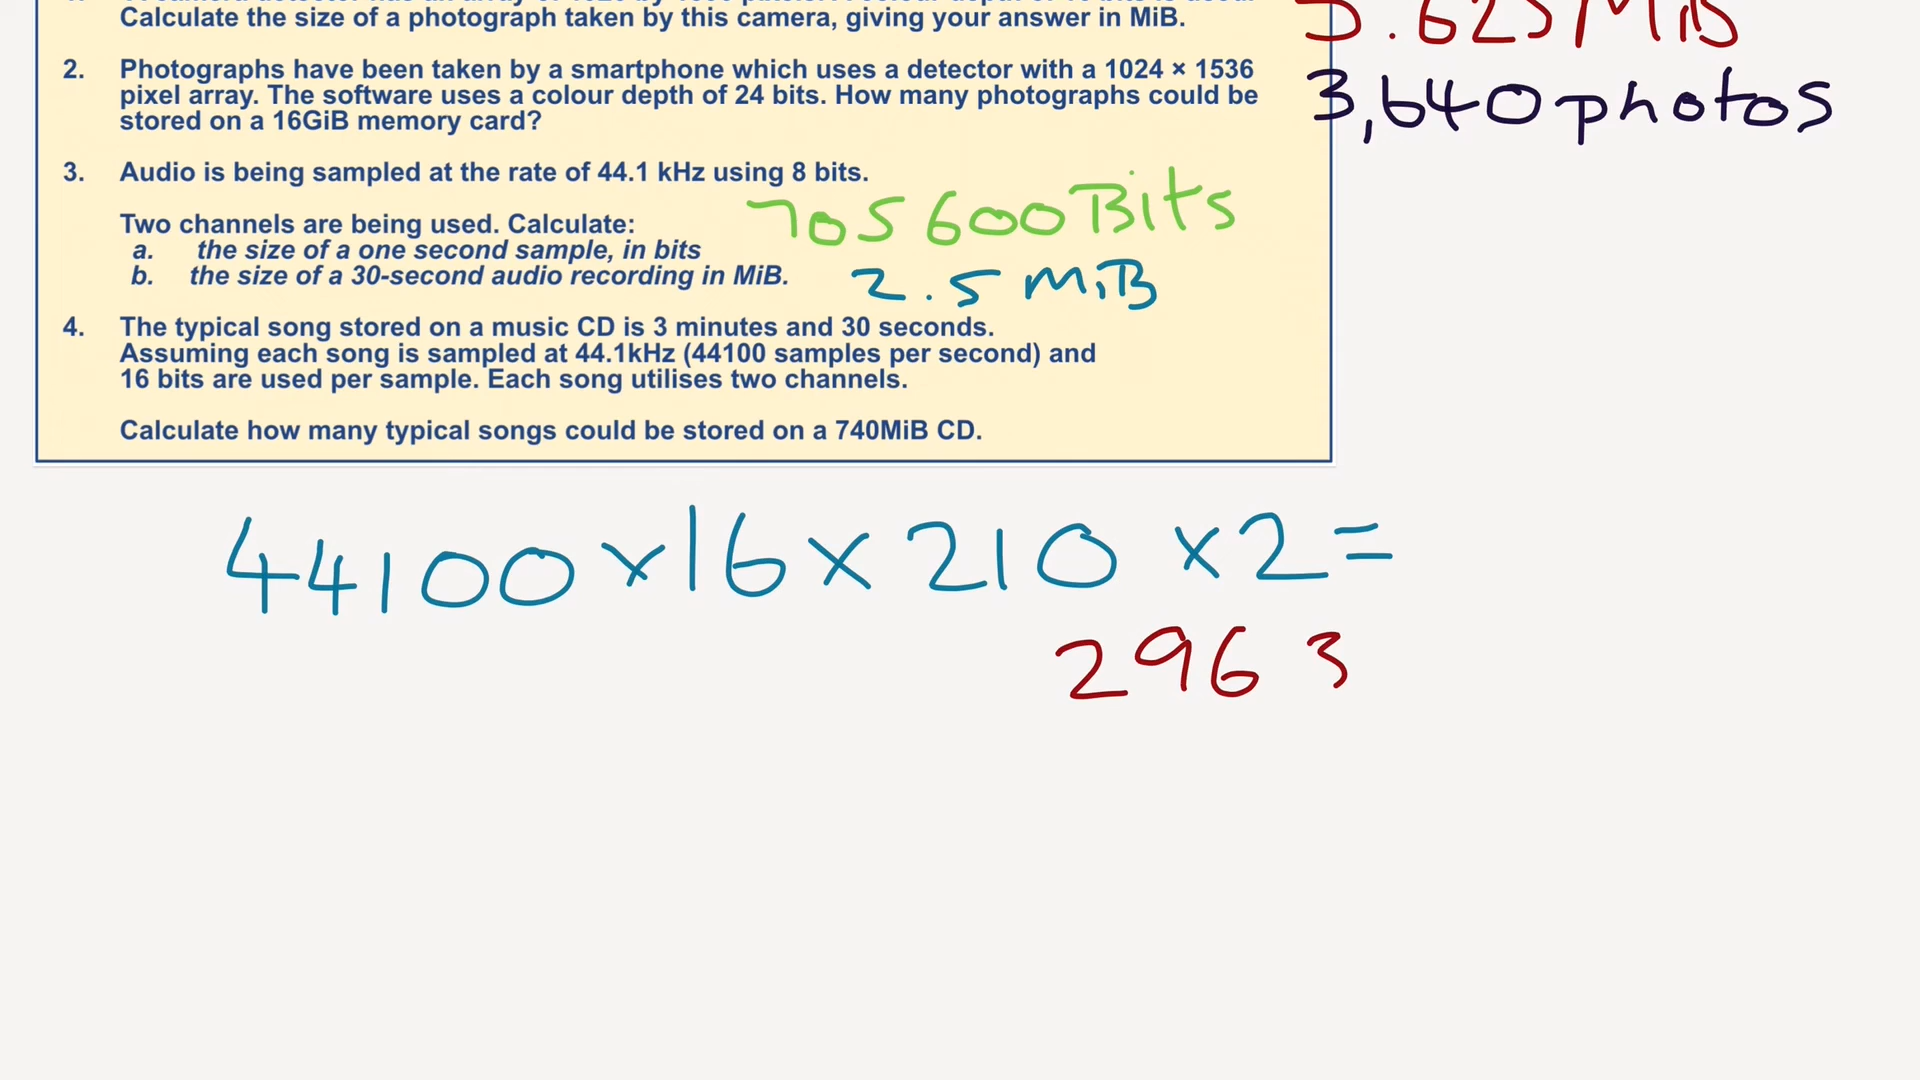 Calculate the size of a photograph taken by this camera, giving your answer in MiB.
.625MiB
2. Photographs have been taken by a smartphone which uses a detector with a 1024 × 1536
pixel array. The software uses a colour depth of 24 bits. How many photographs could be
stored on a 16GiB memory card?
3,640 photos
3. Audio is being sampled at the rate of 44.1 kHz using 8 bits.
Two channels are being used. Calculate:
705 600 Bits
a. the size of a one second sample, in bits
b. the size of a 30-second audio recording in MiB.
2.5 MiB
4. The typical song stored on a music CD is 3 minutes and 30 seconds.
Assuming each song is sampled at 44.1kHz (44100 samples per second) and
16 bits are used per sample. Each song utilises two channels.
Calculate how many typical songs could be stored on a 740MiB CD.
44100 x 16 x 210 x 2 =
296 3